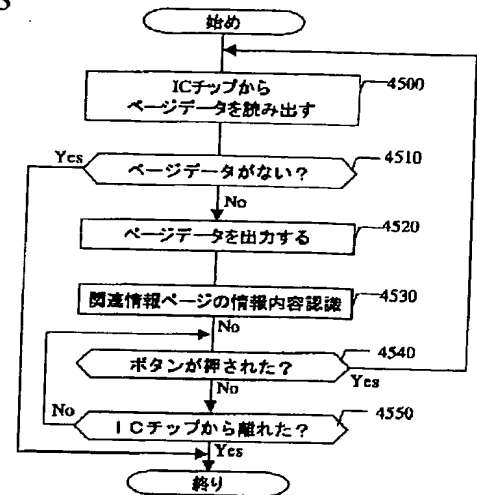 始め
ICチップから
ページデータを読み出す
4500
Yes
ページデータがない?
4510
No
ページデータを出力する
4520
関連情報ページの情報内容認識
4530
No
ボタンが押された?
4540
Yes
No
No
ICチップから離れた?
4550
Yes
終り